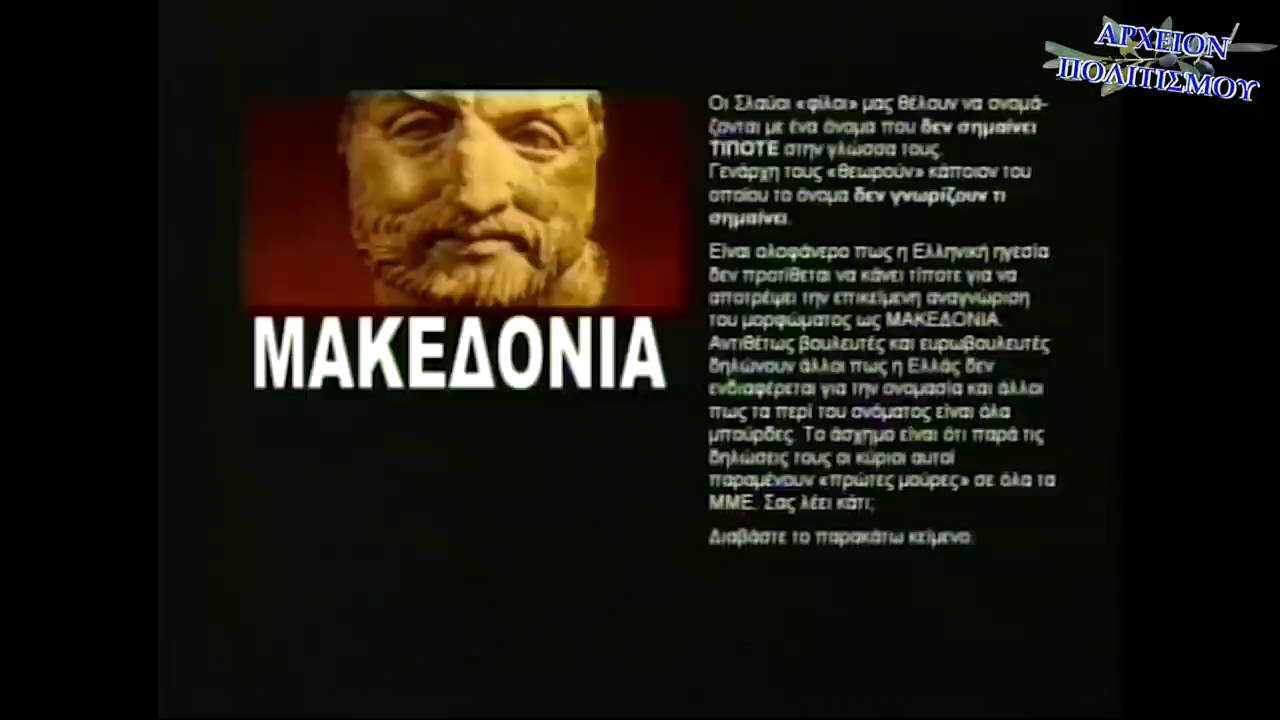 ΑΡΧΕΙΟΝ
ΠΟΛΙΤΙΣΜΟΥ
Οι Σλαύοι «φίλοι» μας θέλουν να ονομά-
ζονται με ένα όνομα που δεν σημαίνει
ΤΙΠΟΤΕ στην γλώσσα τους.
Γενάρχη τους «θεωρούν» κάποιον του
οποίου το όνομα δεν γνωρίζουν τι
σημαίνει.
Είναι ολοφάνερο πως η Ελληνική ηγεσία
δεν προτίθεται να κάνει τίποτε για να
αποτρέψει την επικείμενη αναγνώριση
του μορφώματος ως ΜΑΚΕΔΟΝΙΑ.
Αντιθέτως βουλευτές και ευρωβουλευτές
δηλώνουν άλλοι πως η Ελλάς δεν
ενδιαφέρεται για την ονομασία και άλλοι
πως τα περί του ονόματος είναι όλα
μπούρδες. Το άσχημο είναι ότι παρά τις
δηλώσεις τους οι κύριοι αυτοί
παραμένουν «πρώτες μούρες» σε όλα τα
ΜΜΕ. Σας λέει κάτι;
Διαβάστε το παρακάτω κείμενο:
ΜΑΚΕΔΟΝΙΑ